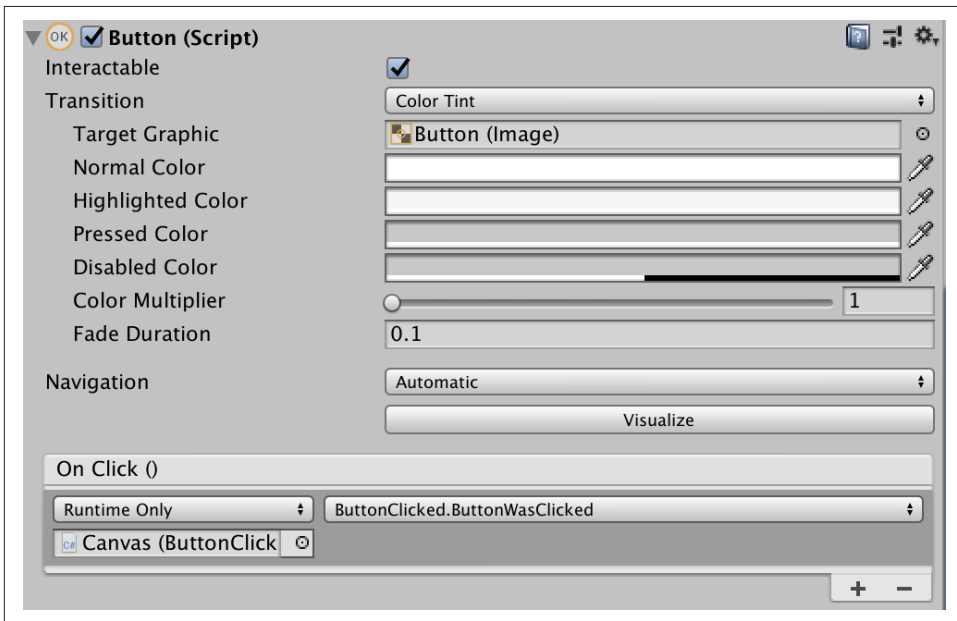 OK Button (Script)
Interactable
Transition Color Tint
Target Graphic Button (Image)
Normal Color
Highlighted Color
Pressed Color
Disabled Color
Color Multiplier 1
Fade Duration 0.1
Navigation Automatic
Visualize
On Click ()
Runtime Only ButtonClicked.ButtonWasClicked
C# Canvas (ButtonClick
+ −